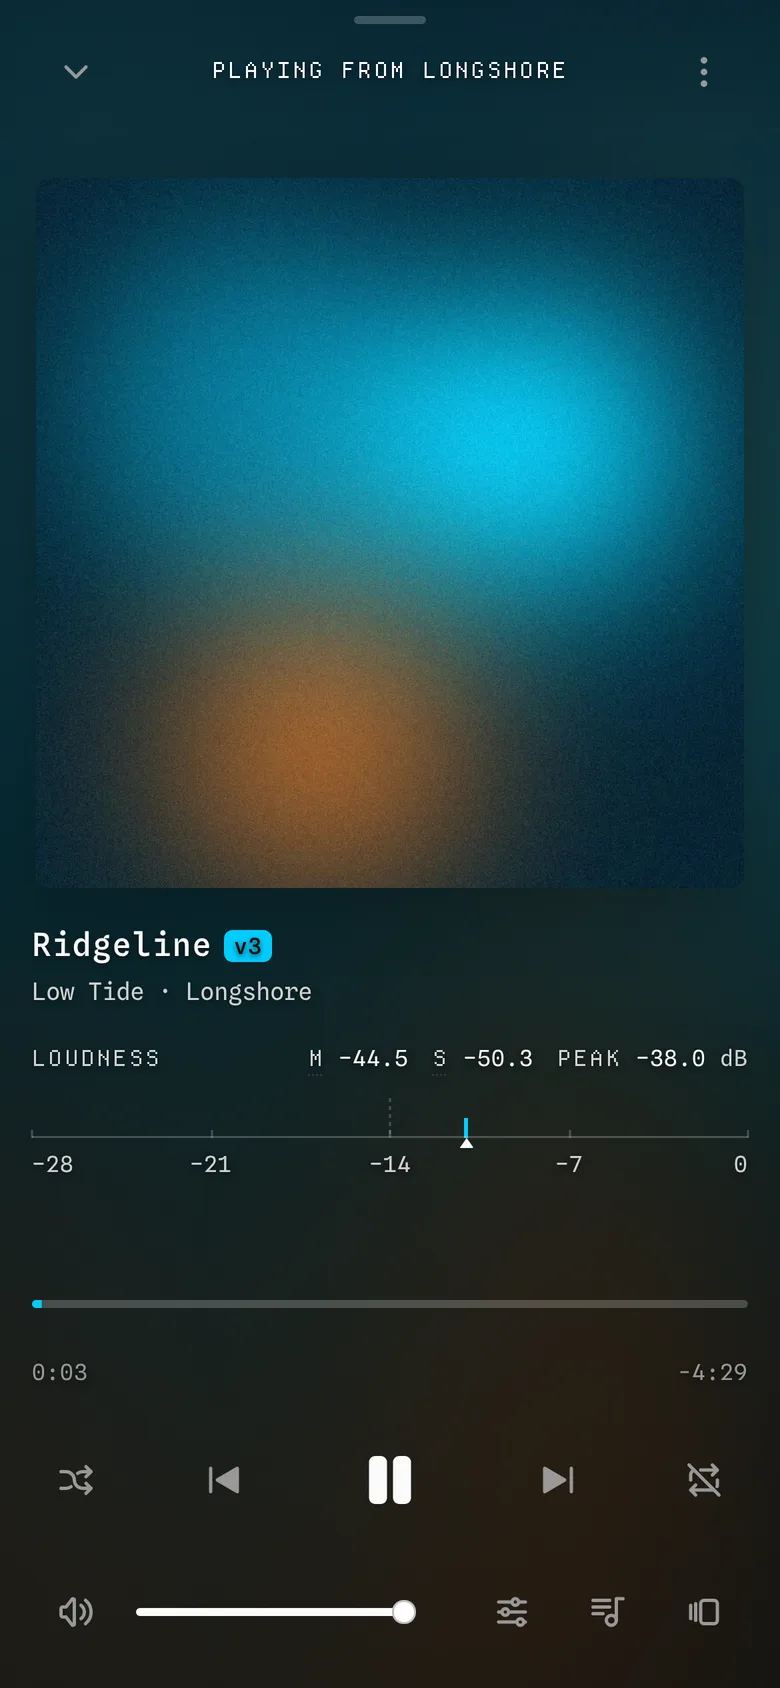 PLAYING FROM LONGSHORE
Ridgeline v3
Low Tide · Longshore
LOUDNESS M −44.5 S −50.3 PEAK −38.0 dB
−28 −21 −14 −7 0
0:03 −4:29